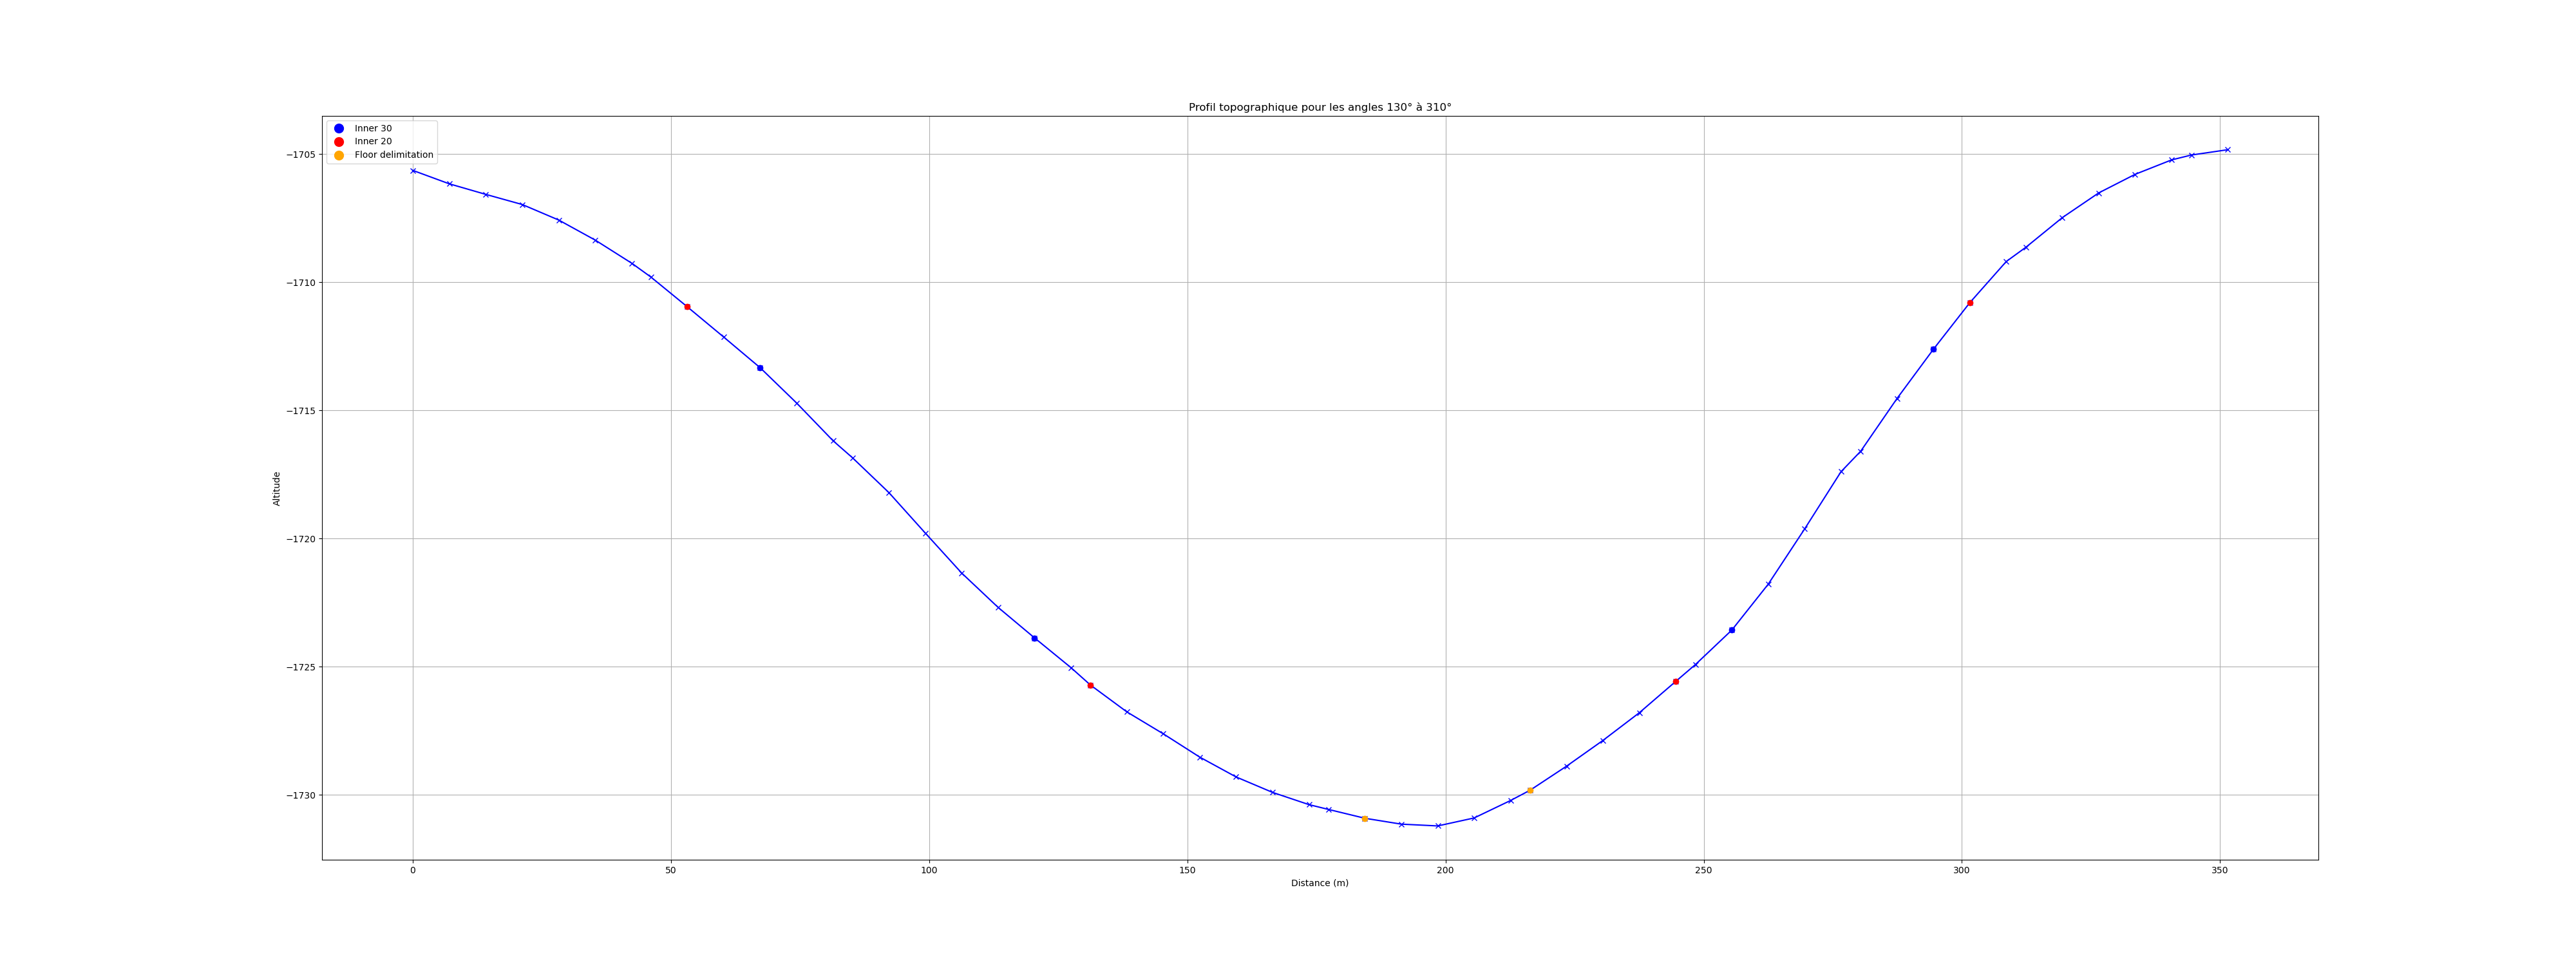 Profil topographique pour les angles 130° à 310°
Inner 30
Inner 20
Floor delimitation
−1705
−1710
−1715
−1720
−1725
−1730
Altitude
0 50 100 150 200 250 300 350
Distance (m)